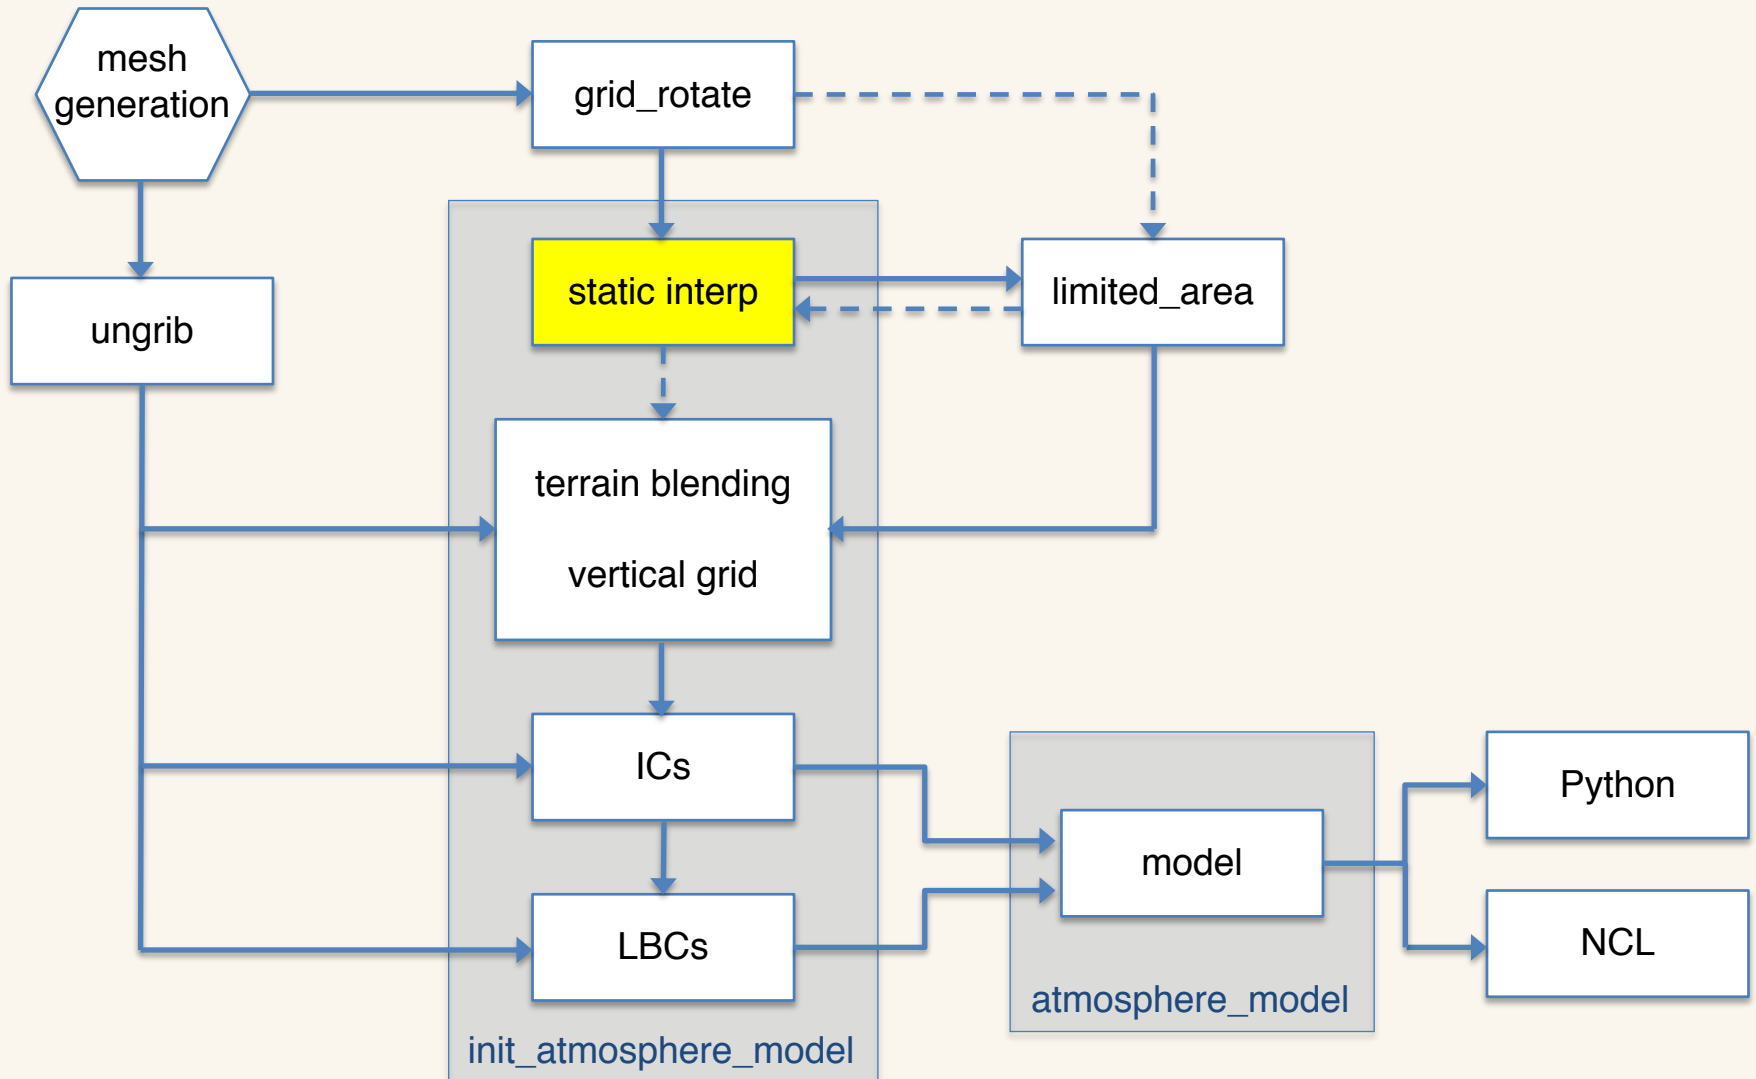 mesh
generation
grid_rotate
static interp
limited_area
ungrib
terrain blending
vertical grid
ICs
Python
model
LBCs
NCL
atmosphere_model
init_atmosphere_model